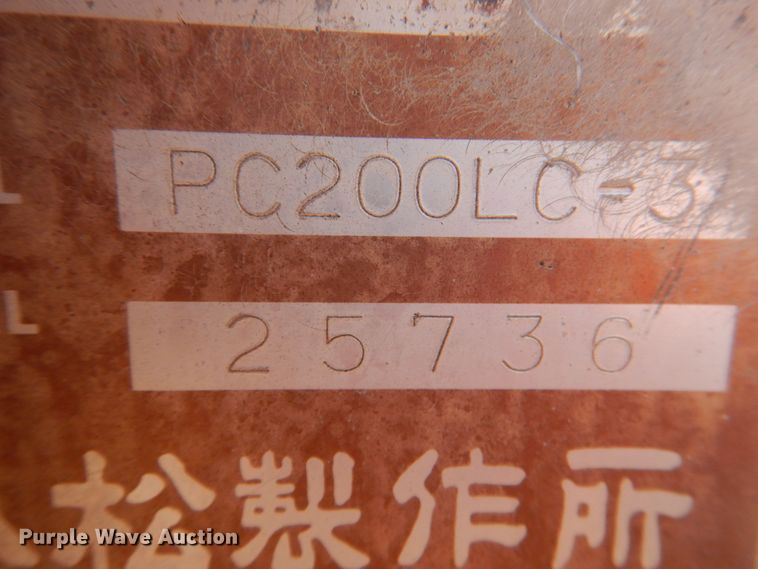 PC200LC-3
L 25736
松製作所
Purple Wave Auction